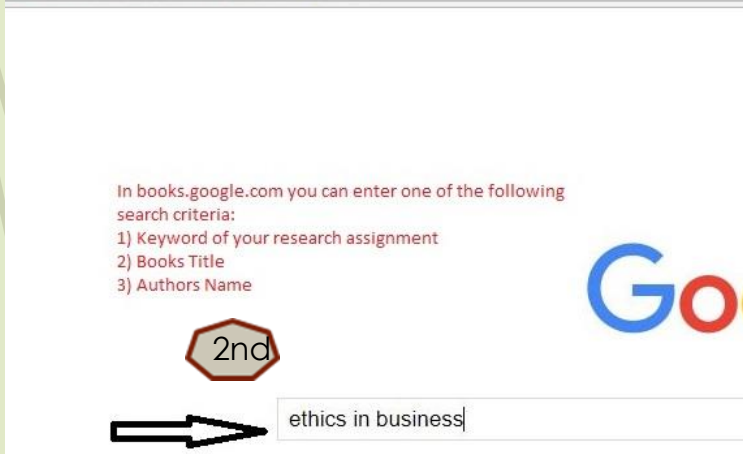 In books.google.com you can enter one of the following
search criteria:
1) Keyword of your research assignment
2) Books Title
3) Authors Name
Goo
2nd
ethics in business